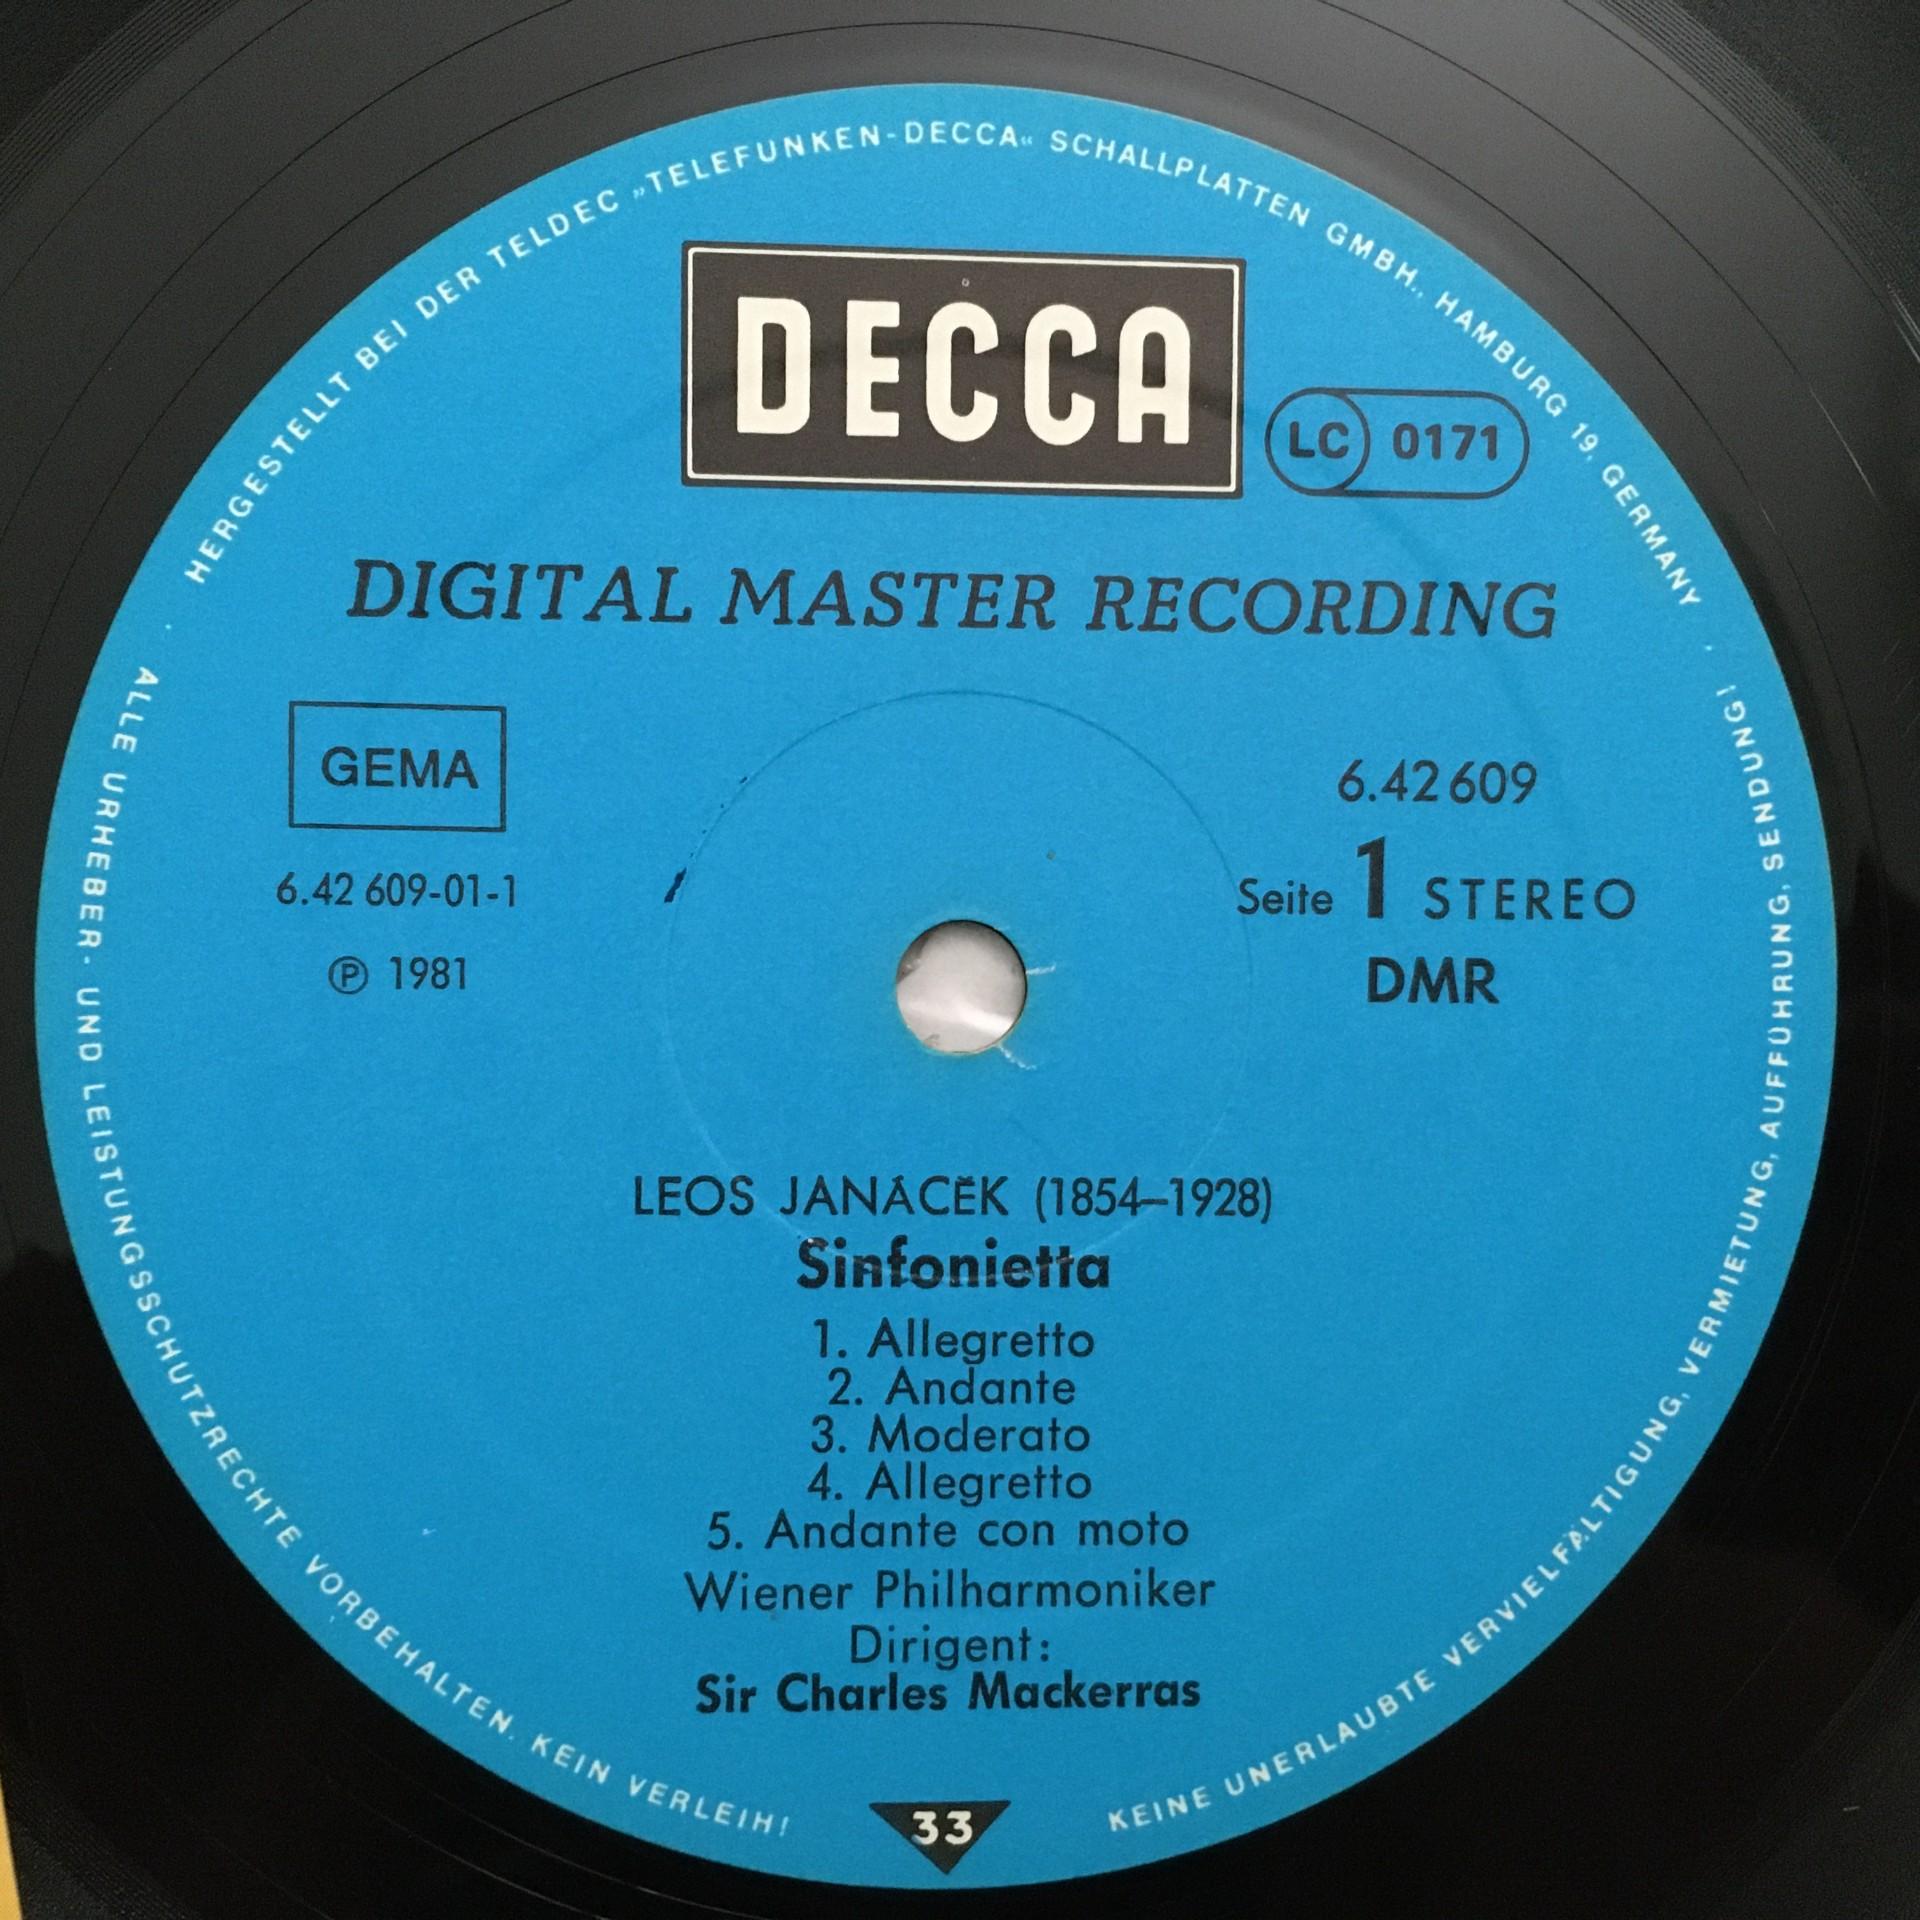 HERGESTELLT BEI DER TELDEC „TELEFUNKEN-DECCA“ SCHALLPLATTEN GMBH., HAMBURG 19, GERMANY
DECCA
LC 0171
DIGITAL MASTER RECORDING
GEMA
6.42 609-01-1
℗ 1981
6.42 609
Seite 1 STEREO
DMR
LEOS JANÁCĚK (1854–1928)
Sinfonietta
1. Allegretto
2. Andante
3. Moderato
4. Allegretto
5. Andante con moto
Wiener Philharmoniker
Dirigent:
Sir Charles Mackerras
33
ALLE URHEBER- UND LEISTUNGSSCHUTZRECHTE VORBEHALTEN. KEIN VERLEIH!
KEINE UNERLAUBTE VERVIELFÄLTIGUNG, VERMIETUNG, AUFFÜHRUNG, SENDUNG!